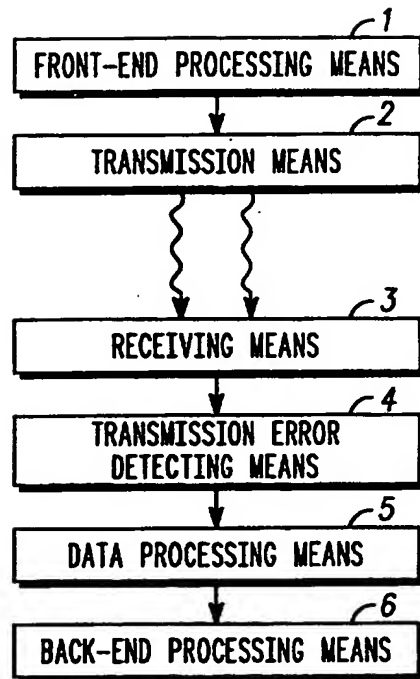 1
FRONT-END PROCESSING MEANS
2
TRANSMISSION MEANS
3
RECEIVING MEANS
4
TRANSMISSION ERROR
DETECTING MEANS
5
DATA PROCESSING MEANS
6
BACK-END PROCESSING MEANS